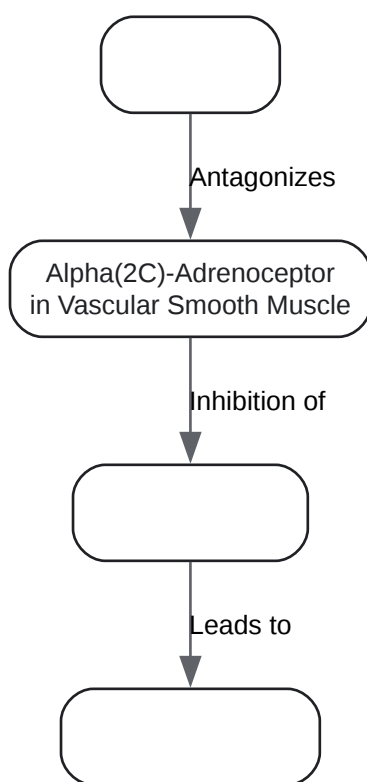 Antagonizes
Alpha(2C)-Adrenoceptor
in Vascular Smooth Muscle
Inhibition of
Leads to